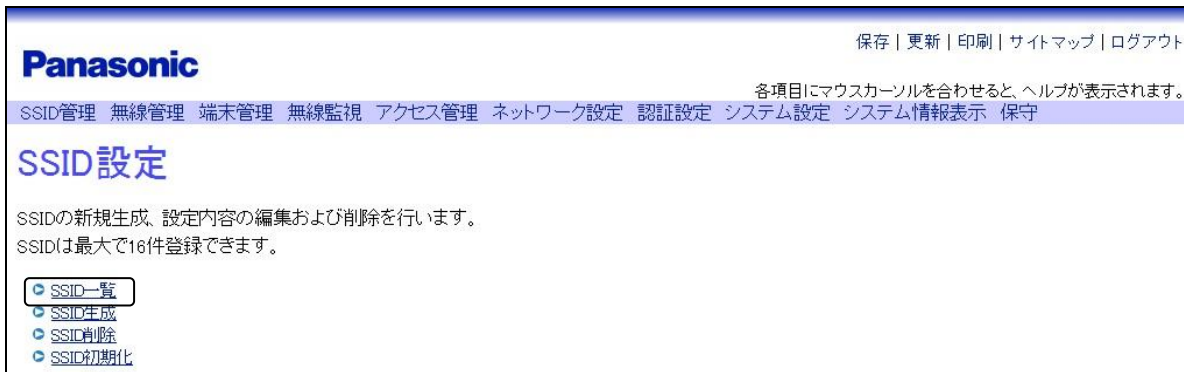 保存 | 更新 | 印刷 | サイトマップ | ログアウト
Panasonic
各項目にマウスカーソルを合わせると、ヘルプが表示されます。
SSID管理 無線管理 端末管理 無線監視 アクセス管理 ネットワーク設定 認証設定 システム設定 システム情報表示 保守
SSID設定
SSIDの新規生成、設定内容の編集および削除を行います。
SSIDは最大で16件登録できます。
SSID一覧
SSID生成
SSID削除
SSID初期化